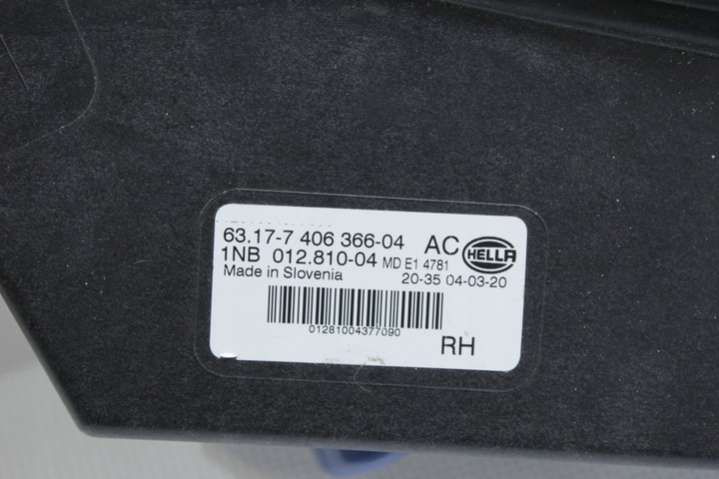 63.17-7 406 366-04 AC HELLA
1NB 012.810-04 MD E1 4781
Made in Slovenia 20-35 04-03-20
01281004377090
RH